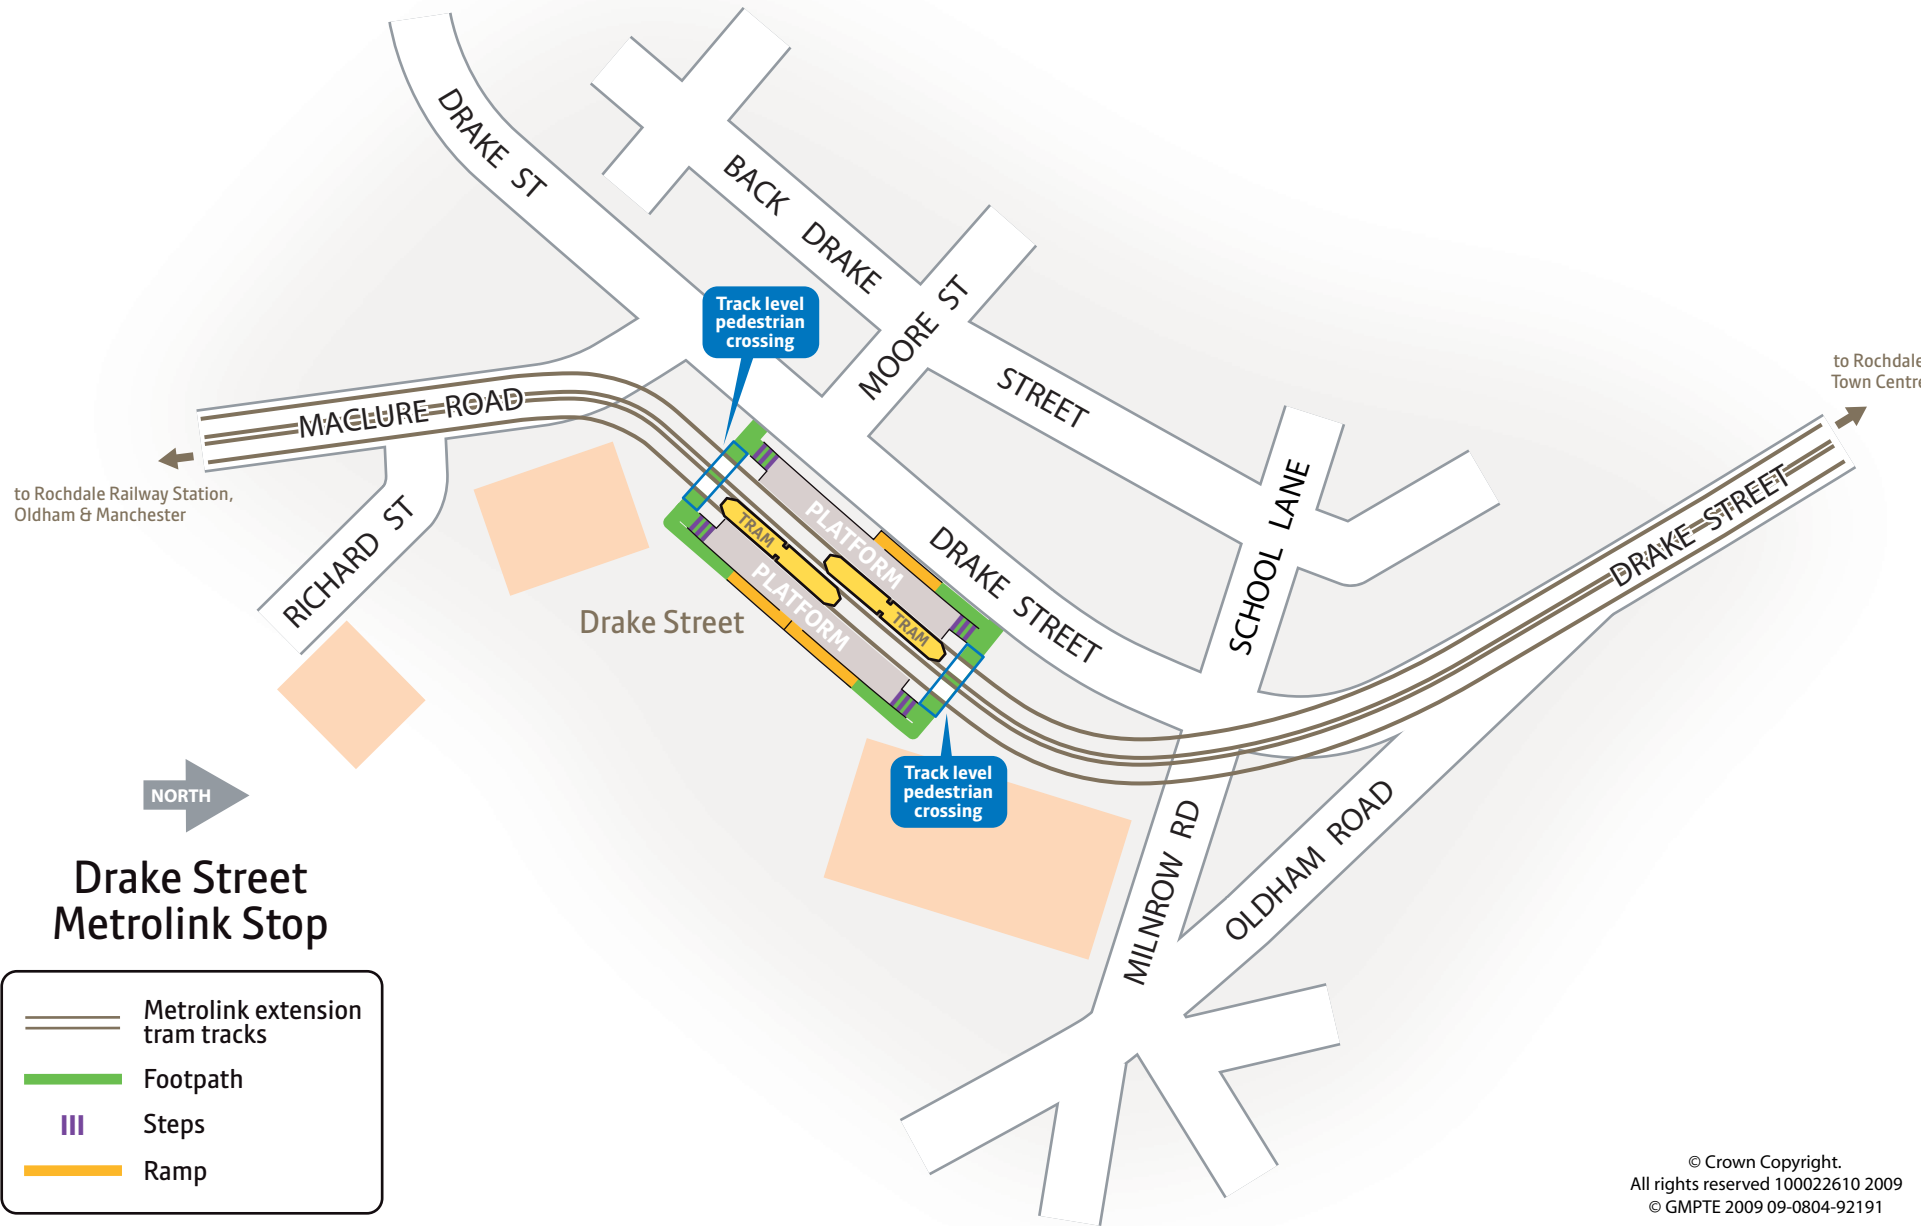 DRAKE ST
BACK DRAKE
STREET
MOORE ST
Track level
pedestrian
crossing
MACLURE ROAD
to Rochdale
Town Centre
to Rochdale Railway Station,
Oldham & Manchester
RICHARD ST
PLATFORM
TRAM
PLATFORM
TRAM
Drake Street
DRAKE STREET
SCHOOL LANE
DRAKE STREET
Track level
pedestrian
crossing
MILNROW RD
OLDHAM ROAD
NORTH
Drake Street
Metrolink Stop
Metrolink extension
tram tracks
Footpath
Steps
Ramp
© Crown Copyright.
All rights reserved 100022610 2009
© GMPTE 2009 09-0804-92191